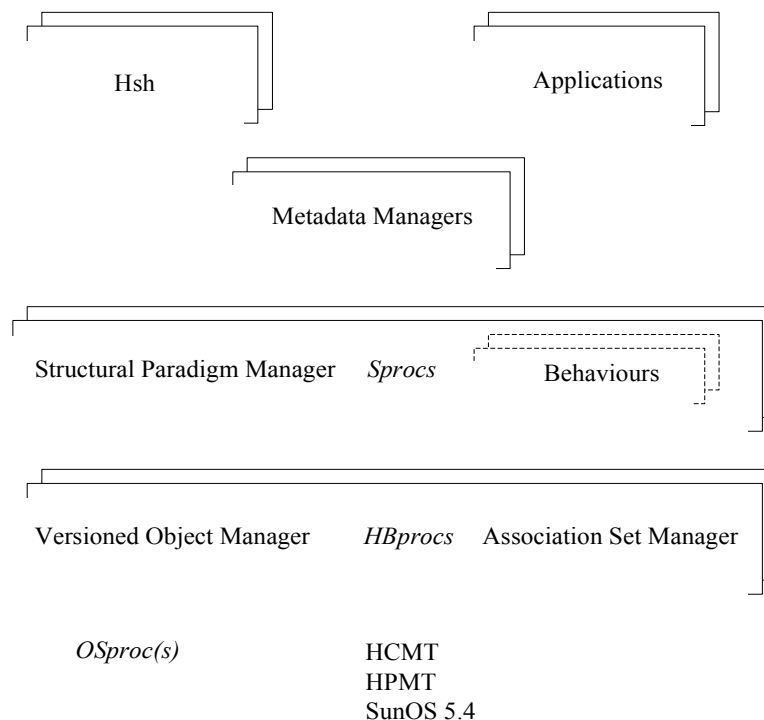 Hsh Applications
Metadata Managers
Structural Paradigm Manager Sprocs Behaviours
Versioned Object Manager HBprocs Association Set Manager
OSproc(s) HCMT
HPMT
SunOS 5.4